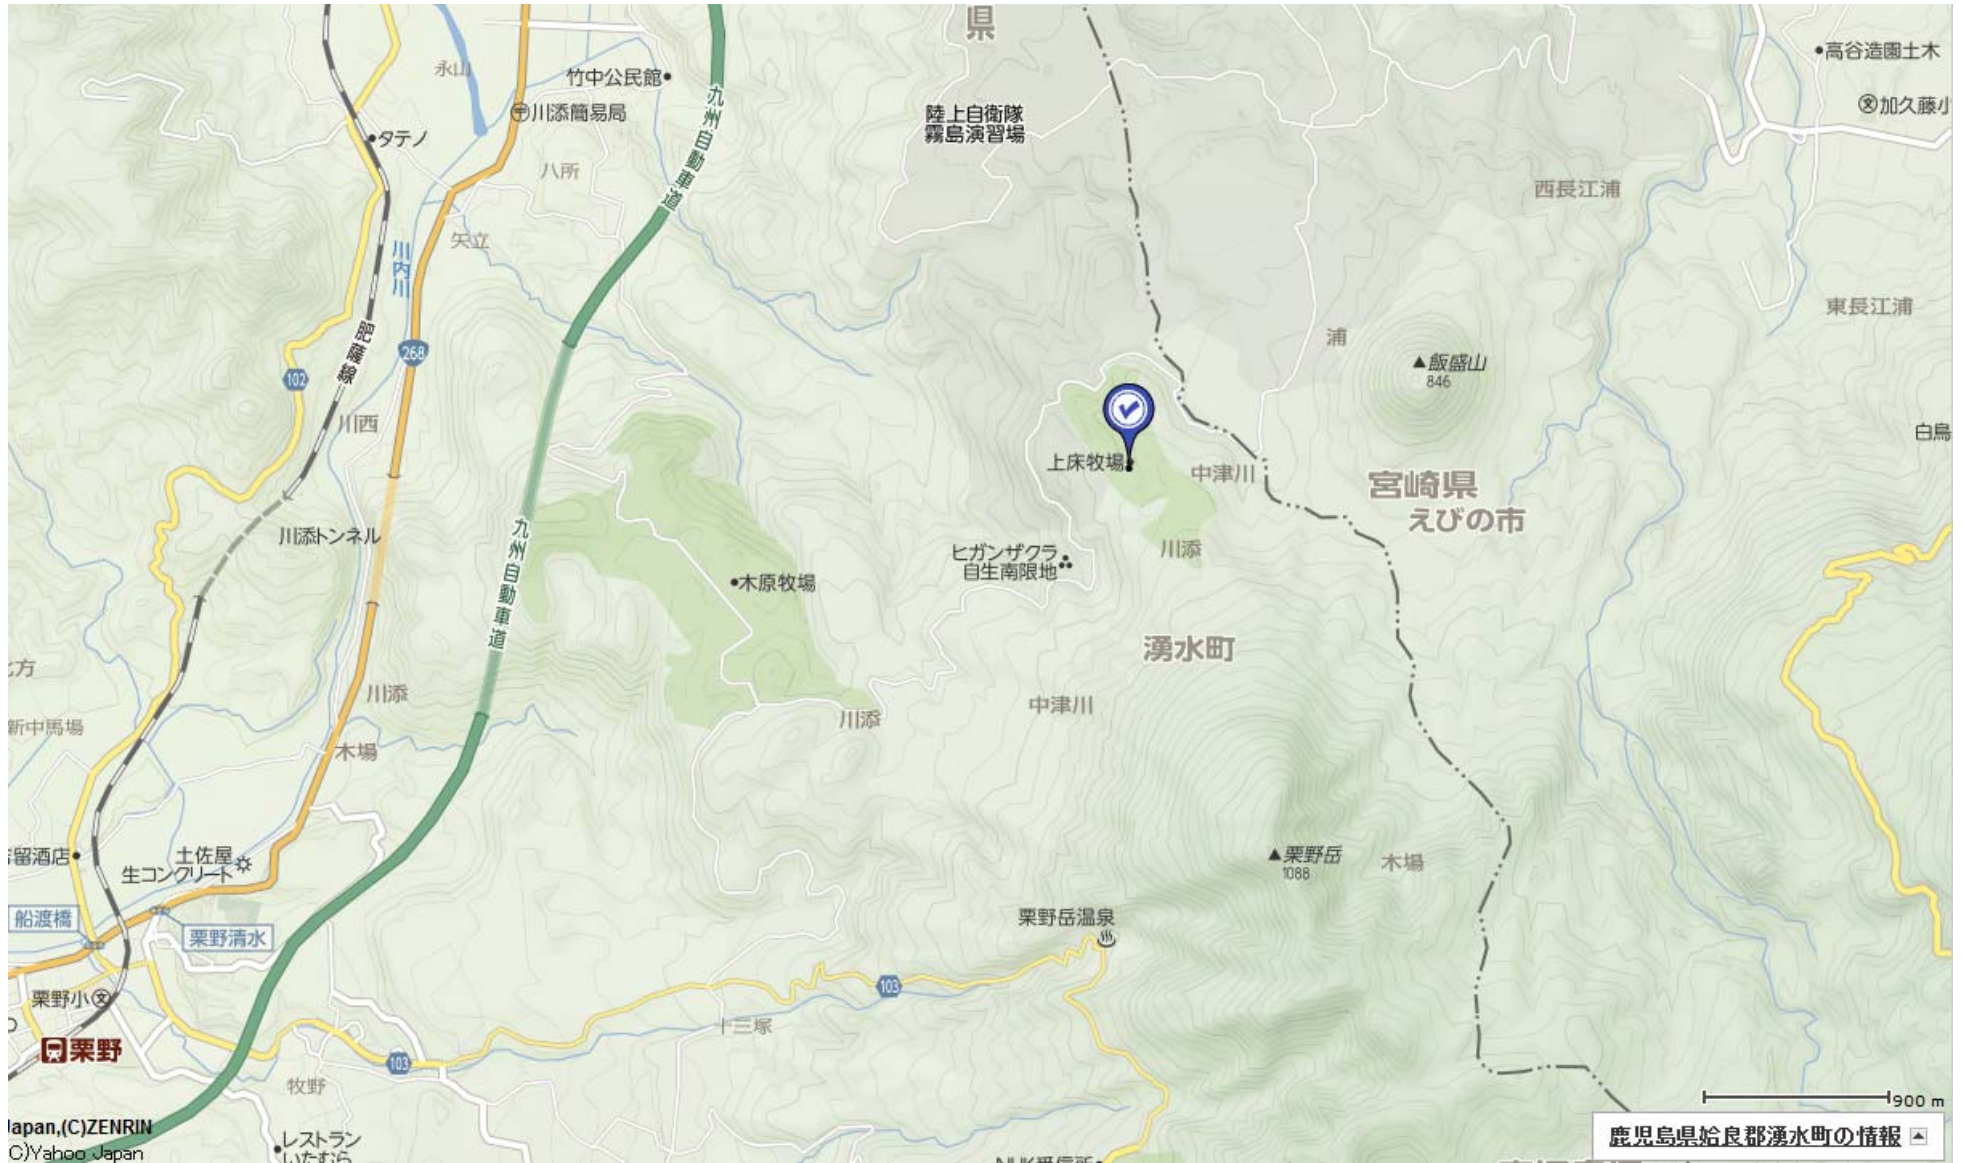 県
永山
竹中公民館
高谷造園土木
川添簡易局
加久藤小
陸上自衛隊
霧島演習場
九州自動車道
タテノ
八所
西長江浦
矢立
川内川
東長江浦
肥薩線
268
浦
飯盛山
846
102
川西
白鳥
上床牧場
中津川
宮崎県
えびの市
川添トンネル
九州自動車道
ヒガンザクラ
自生南限地
川添
木原牧場
湧水町
方
川添
中津川
川添
新中馬場
木場
留酒店
土佐屋
生コンクリート
栗野岳
1088
木場
船渡橋
栗野清水
栗野岳温泉
103
栗野小
十三塚
栗野
103
牧野
900 m
Japan,(C)ZENRIN
C)Yahoo Japan
レストラン
いたむら
鹿児島県姶良郡湧水町の情報